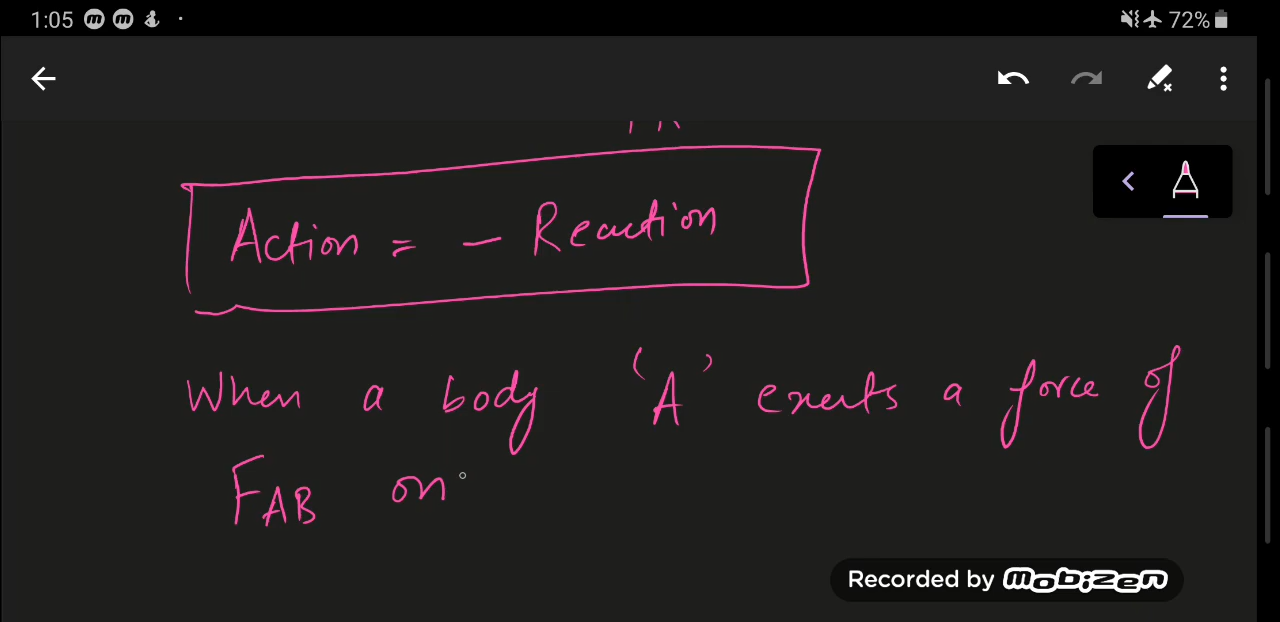 1:05 72%
Action = - Reaction
When a body 'A' exerts a force of
FAB on
Recorded by mobizen